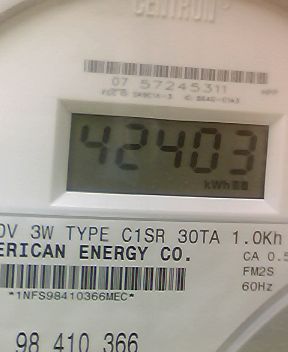 CENTRON
07 57245311
42403
kWh
0V 3W TYPE C1SR 30TA 1.0Kh
ERICAN ENERGY CO. CA 0.5
FM2S
*1NFS98410366MEC* 60Hz
98 410 366